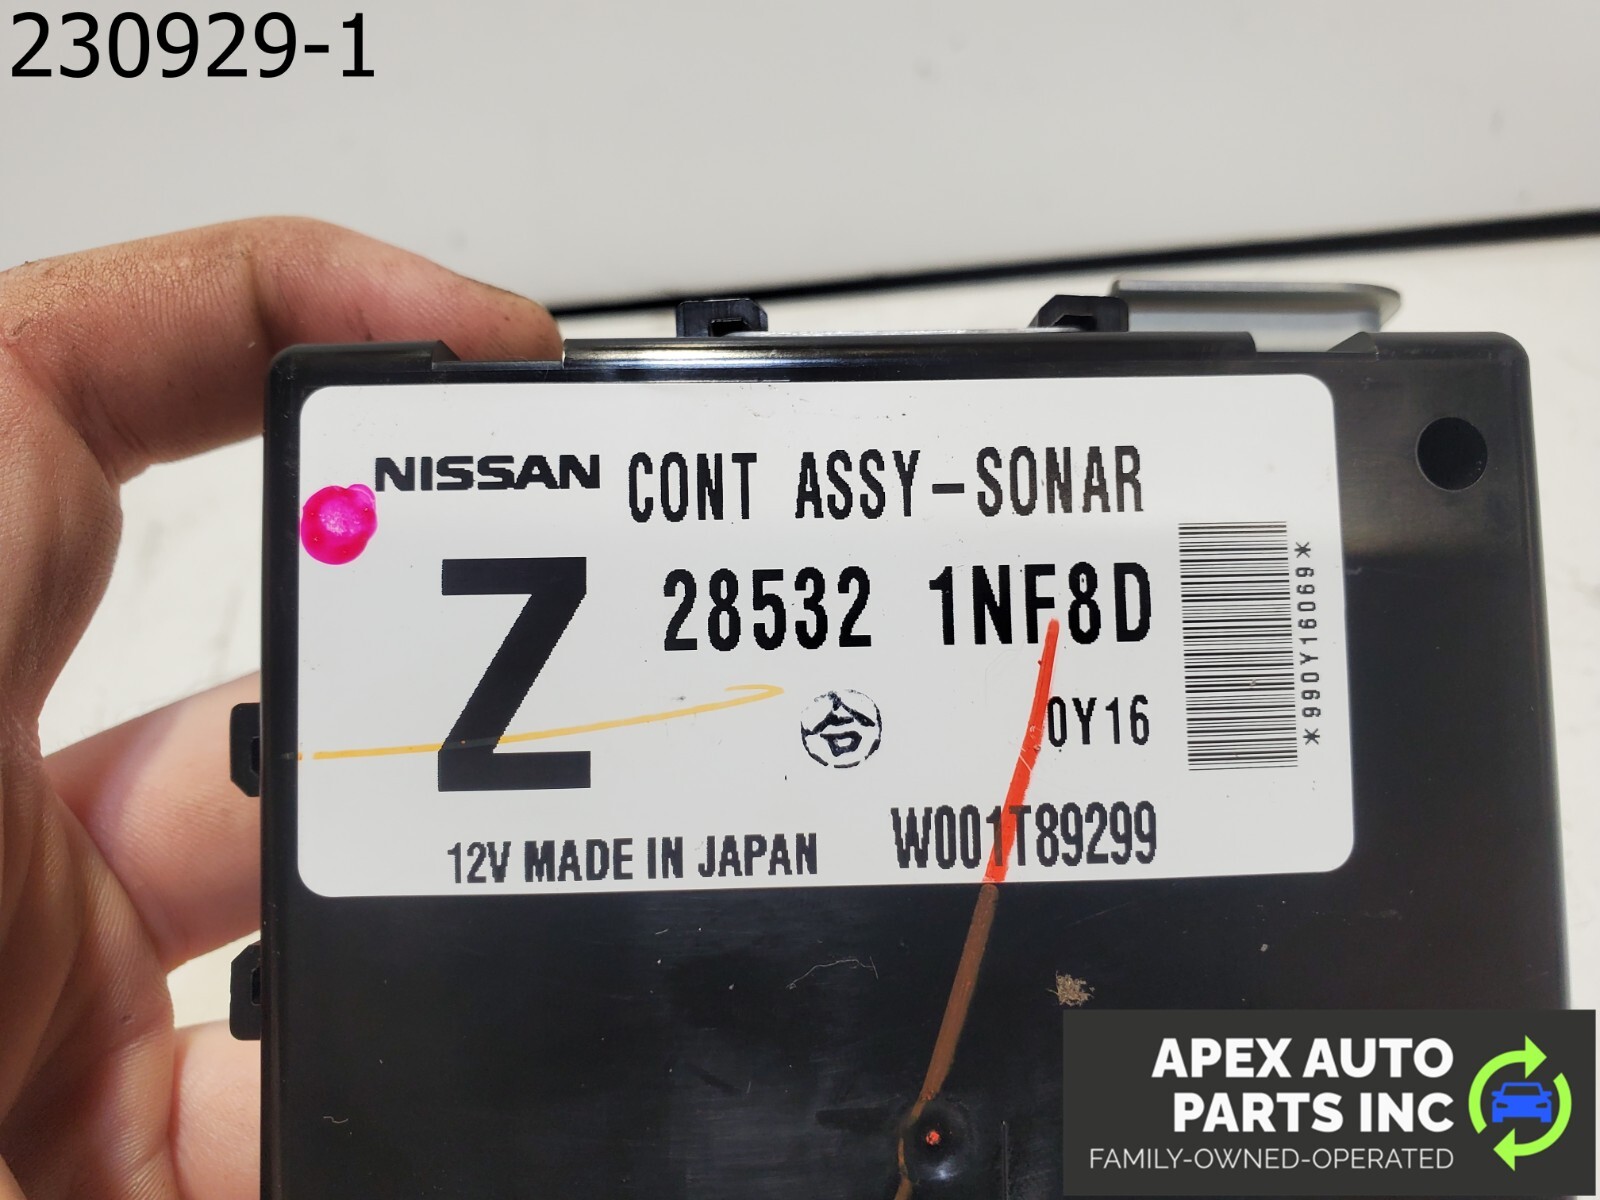 230929-1
NISSAN CONT ASSY-SONAR
Z 28532 1NF8D
合 0Y16
12V MADE IN JAPAN W001T89299
*990Y16069*
APEX AUTO
PARTS INC
FAMILY-OWNED-OPERATED